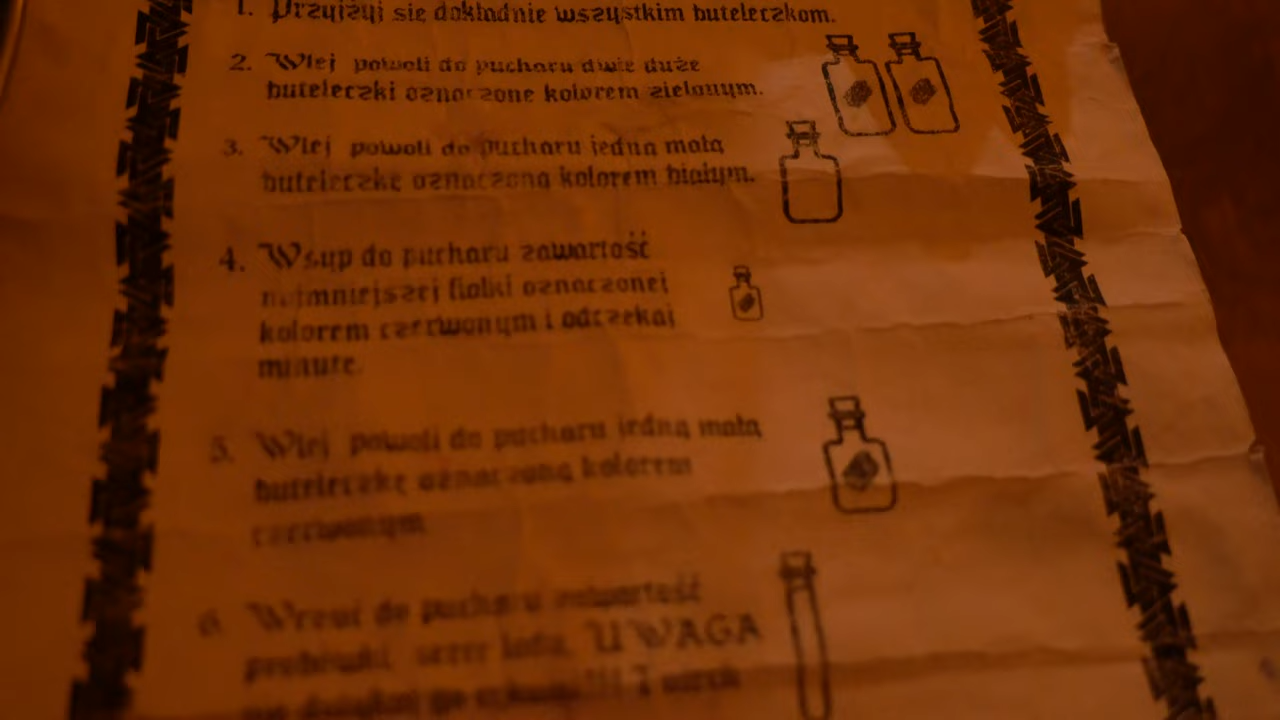 1. Przyjżyj się dokładnie wszystkim buteleczkom.
2. Wlej powoli do pucharu dwie duże
buteleczki oznaczone kolorem zielonym.
3. Wlej powoli do pucharu jedną małą
buteleczkę oznaczoną kolorem białym.
4. Wsyp do pucharu zawartość
najmniejszej fiolki oznaczonej
kolorem czerwonym i odczekaj
minutę.
5. Wlej powoli do pucharu jedną małą
buteleczkę oznaczoną kolorem
czerwonym
6. Wrzuć do pucharu zawartość
probówki UWAGA